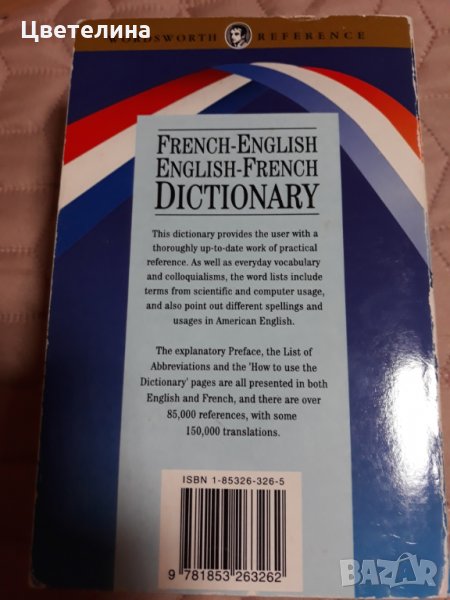 Цветелина
WORDSWORTH REFERENCE
FRENCH-ENGLISH
ENGLISH-FRENCH
DICTIONARY
This dictionary provides the user with a
thoroughly up-to-date work of practical
reference. As well as everyday vocabulary
and colloquialisms, the word lists include
terms from scientific and computer usage,
and also point out different spellings and
usages in American English.
The explanatory Preface, the List of
Abbreviations and the 'How to use the
Dictionary' pages are all presented in both
English and French, and there are over
85,000 references, with some
150,000 translations.
ISBN 1-85326-326-5
9 781853 263262
BAZAR